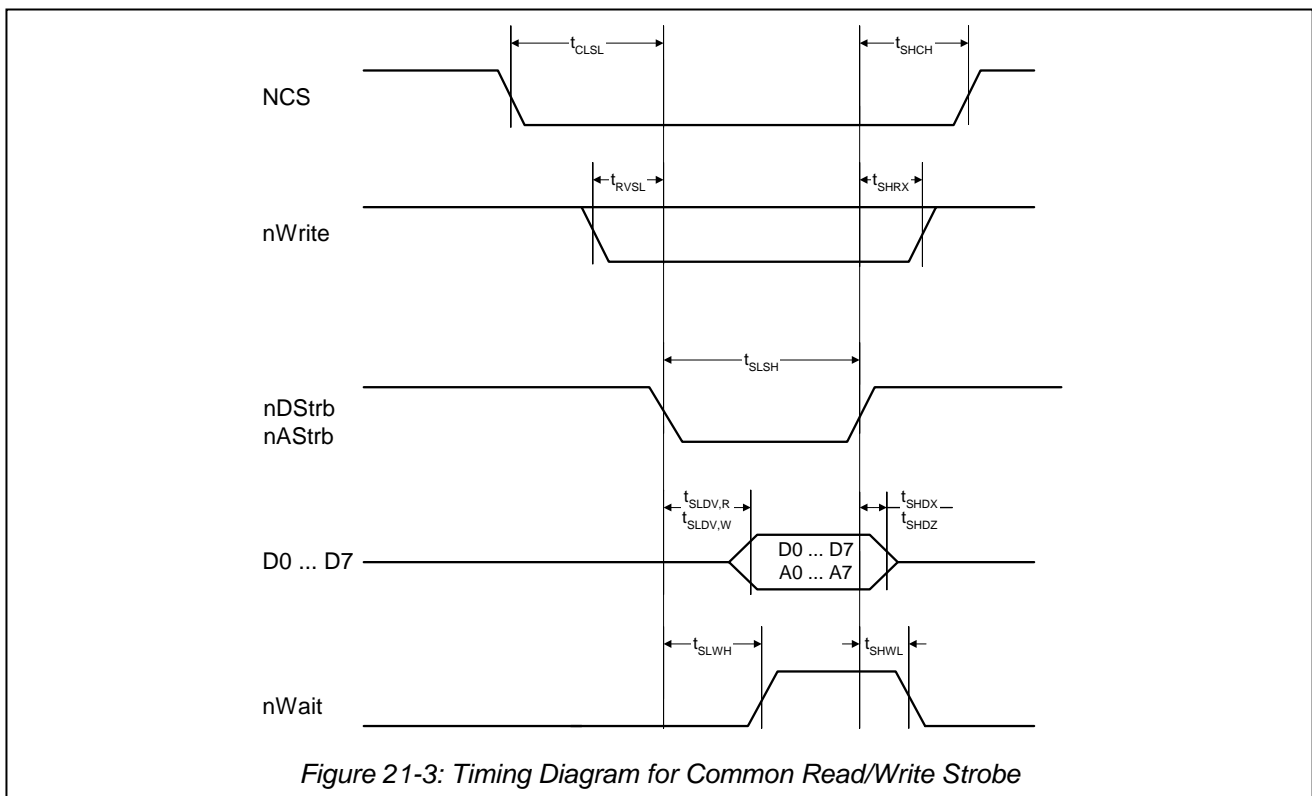 tCLSL
tSHCH
NCS
tRVSL
tSHRX
nWrite
tSLSH
nDStrb
nAStrb
tSLDV,R
tSHDX
tSLDV,W
tSHDZ
D0 ... D7
D0 ... D7
A0 ... A7
tSLWH
tSHWL
nWait
Figure 21-3: Timing Diagram for Common Read/Write Strobe